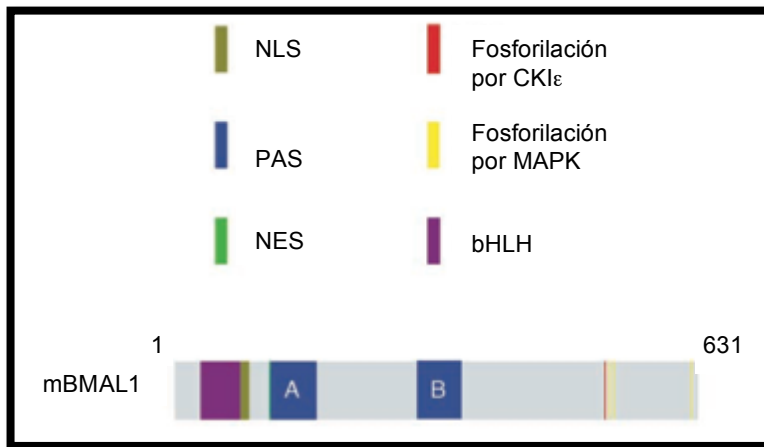 NLS
Fosforilación
por CKIε
PAS
Fosforilación
por MAPK
NES
bHLH
1
631
mBMAL1
A
B